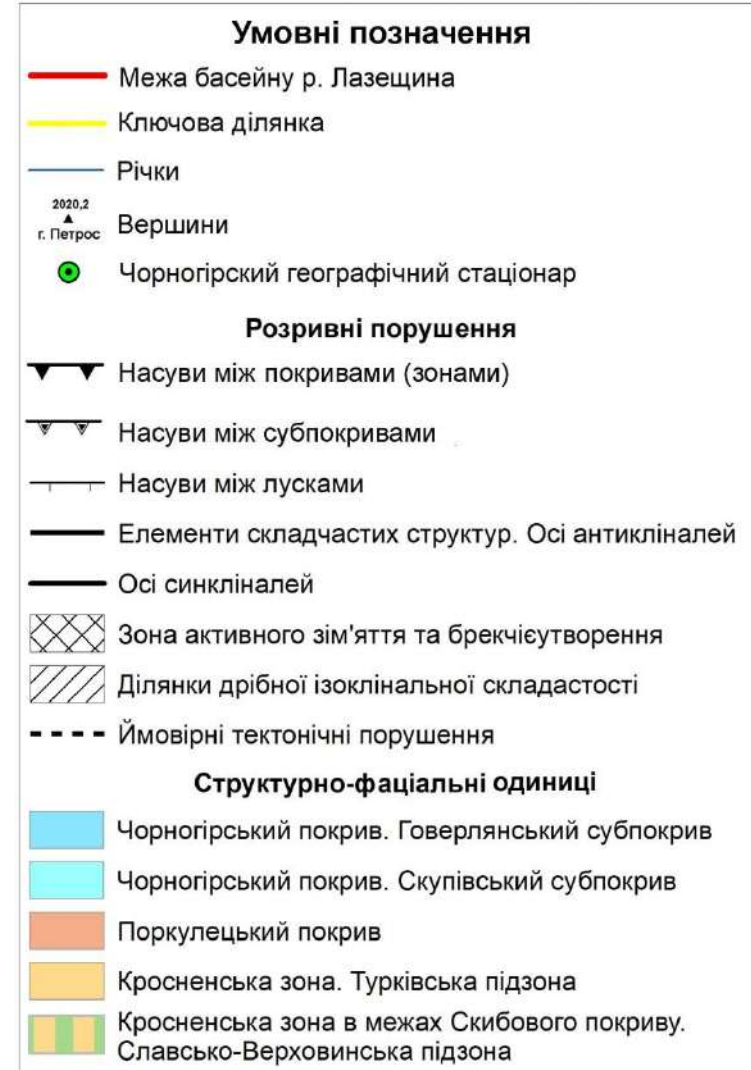 Умовні позначення
Межа басейну р. Лазещина
Ключова ділянка
Річки
2020,2
г. Петрос
Вершини
Чорногірский географічний стаціонар
Розривні порушення
Насуви між покривами (зонами)
Насуви між субпокривами
Насуви між лусками
Елементи складчастих структур. Осі антикліналей
Осі синкліналей
Зона активного зім'яття та брекчієутворення
Ділянки дрібної ізоклінальної складастості
Ймовірні тектонічні порушення
Структурно-фаціальні одиниці
Чорногірський покрив. Говерлянський субпокрив
Чорногірський покрив. Скупівський субпокрив
Поркулецький покрив
Кросненська зона. Турківська підзона
Кросненська зона в межах Скибового покриву.
Славсько-Верховинська підзона